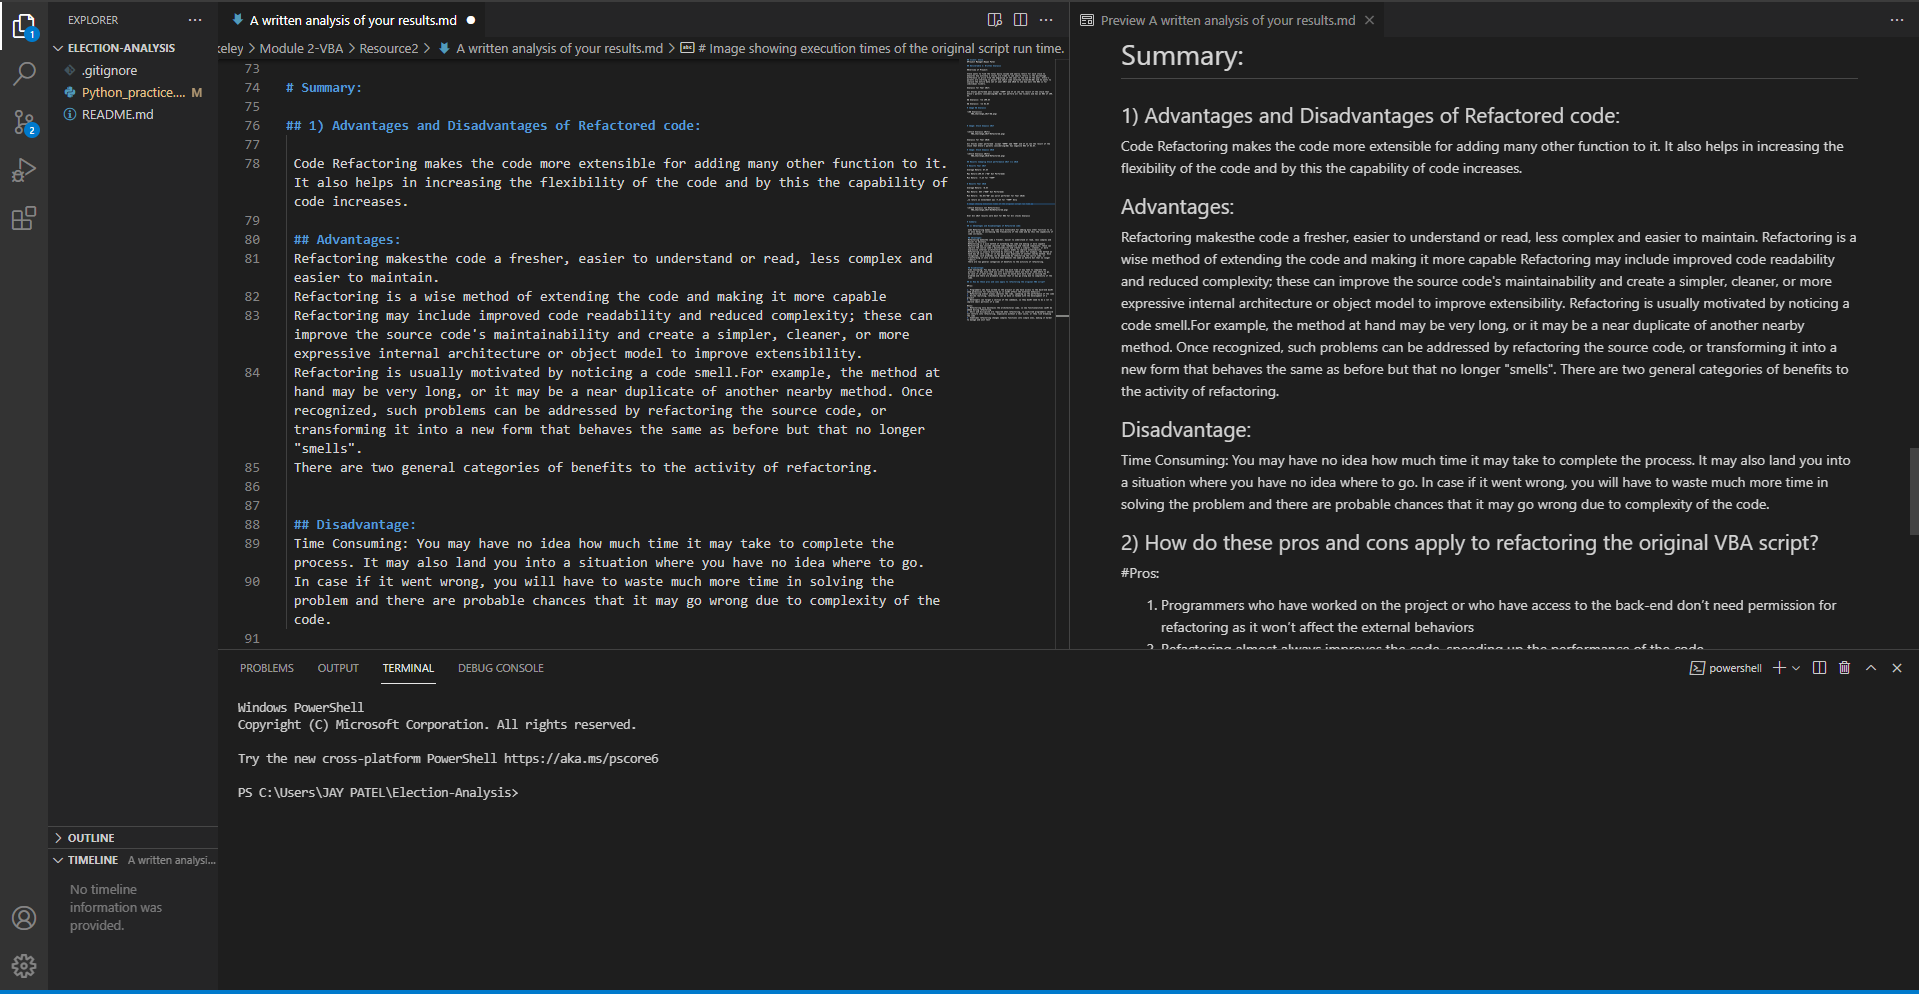 EXPLORER
ELECTION-ANALYSIS
.gitignore
Python_practice.... M
README.md
1
2
OUTLINE
TIMELINE A written analysi...
No timeline
information was
provided.
A written analysis of your results.md
keley > Module 2-VBA > Resource2 > A written analysis of your results.md > # Image showing execution times of the original script run time.
73
74 # Summary:
75
76 ## 1) Advantages and Disadvantages of Refactored code:
77
78 Code Refactoring makes the code more extensible for adding many other function to it.
It also helps in increasing the flexibility of the code and by this the capability of
code increases.
79
80 ## Advantages:
81 Refactoring makesthe code a fresher, easier to understand or read, less complex and
easier to maintain.
82 Refactoring is a wise method of extending the code and making it more capable
83 Refactoring may include improved code readability and reduced complexity; these can
improve the source code's maintainability and create a simpler, cleaner, or more
expressive internal architecture or object model to improve extensibility.
84 Refactoring is usually motivated by noticing a code smell.For example, the method at
hand may be very long, or it may be a near duplicate of another nearby method. Once
recognized, such problems can be addressed by refactoring the source code, or
transforming it into a new form that behaves the same as before but that no longer
"smells".
85 There are two general categories of benefits to the activity of refactoring.
86
87
88 ## Disadvantage:
89 Time Consuming: You may have no idea how much time it may take to complete the
process. It may also land you into a situation where you have no idea where to go.
90 In case if it went wrong, you will have to waste much more time in solving the
problem and there are probable chances that it may go wrong due to complexity of the
code.
91
Preview A written analysis of your results.md
Summary:
1) Advantages and Disadvantages of Refactored code:
Code Refactoring makes the code more extensible for adding many other function to it. It also helps in increasing the
flexibility of the code and by this the capability of code increases.
Advantages:
Refactoring makesthe code a fresher, easier to understand or read, less complex and easier to maintain. Refactoring is a
wise method of extending the code and making it more capable Refactoring may include improved code readability
and reduced complexity; these can improve the source code's maintainability and create a simpler, cleaner, or more
expressive internal architecture or object model to improve extensibility. Refactoring is usually motivated by noticing a
code smell.For example, the method at hand may be very long, or it may be a near duplicate of another nearby
method. Once recognized, such problems can be addressed by refactoring the source code, or transforming it into a
new form that behaves the same as before but that no longer "smells". There are two general categories of benefits to
the activity of refactoring.
Disadvantage:
Time Consuming: You may have no idea how much time it may take to complete the process. It may also land you into
a situation where you have no idea where to go. In case if it went wrong, you will have to waste much more time in
solving the problem and there are probable chances that it may go wrong due to complexity of the code.
2) How do these pros and cons apply to refactoring the original VBA script?
#Pros:
1. Programmers who have worked on the project or who have access to the back-end don't need permission for
refactoring as it won't affect the external behaviors
2. Refactoring almost always improves the code, speeding up the performance of the code
PROBLEMS OUTPUT TERMINAL DEBUG CONSOLE
powershell
Windows PowerShell
Copyright (C) Microsoft Corporation. All rights reserved.
Try the new cross-platform PowerShell https://aka.ms/pscore6
PS C:\Users\JAY PATEL\Election-Analysis>